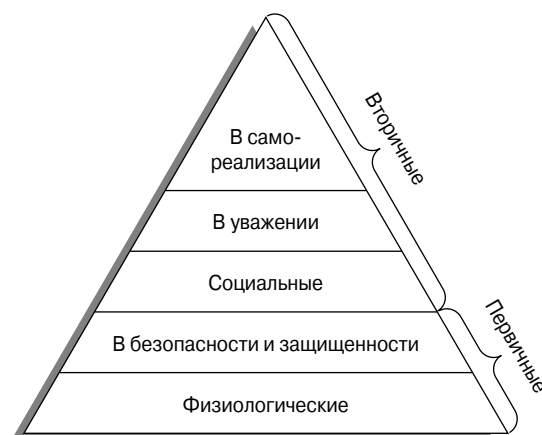 В само-
реализации
В уважении
Социальные
В безопасности и защищенности
Физиологические
Вторичные
Первичные